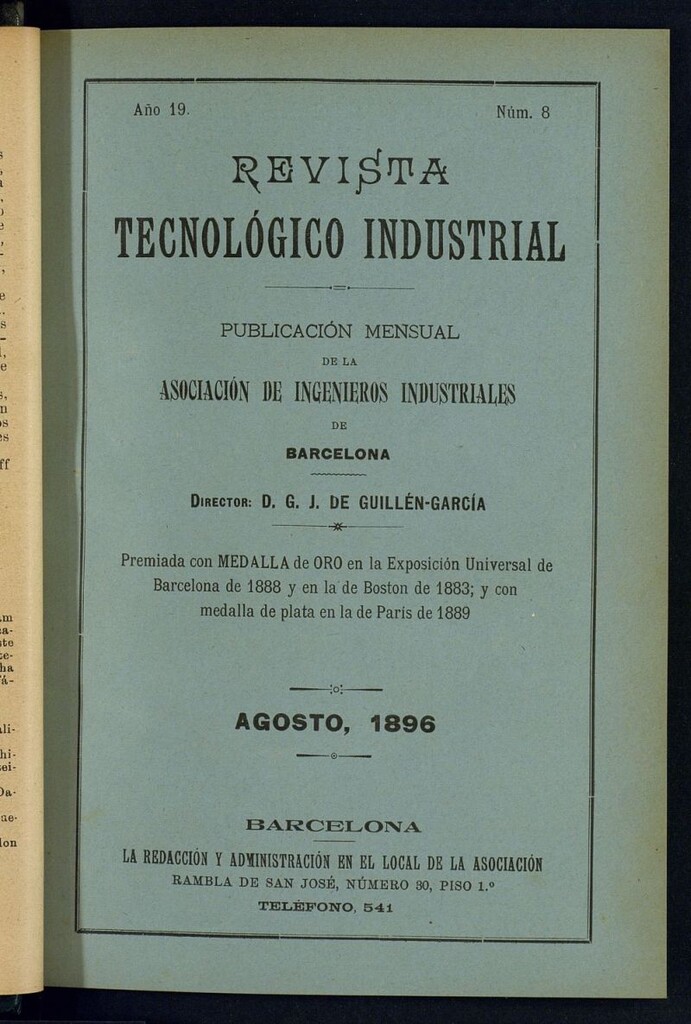 Año 19.
Núm. 8
REVISTA
TECNOLÓGICO INDUSTRIAL
PUBLICACIÓN MENSUAL
DE LA
ASOCIACIÓN DE INGENIEROS INDUSTRIALES
DE
BARCELONA
DIRECTOR: D. G. J. DE GUILLÉN-GARCÍA
Premiada con MEDALLA de ORO en la Exposición Universal de
Barcelona de 1888 y en la de Boston de 1883; y con
medalla de plata en la de París de 1889
AGOSTO, 1896
BARCELONA
LA REDACCIÓN Y ADMINISTRACIÓN EN EL LOCAL DE LA ASOCIACIÓN
RAMBLA DE SAN JOSÉ, NÚMERO 30, PISO 1.º
TELÉFONO, 541